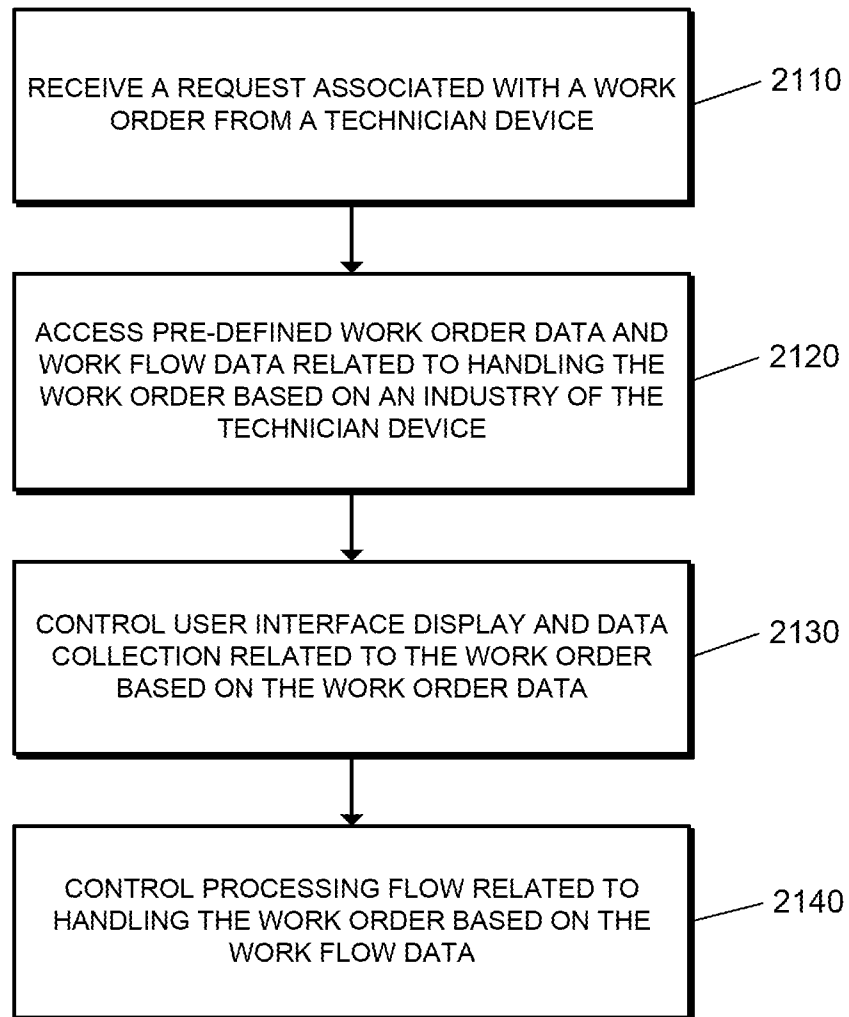 RECEIVE A REQUEST ASSOCIATED WITH A WORK
ORDER FROM A TECHNICIAN DEVICE
2110
ACCESS PRE-DEFINED WORK ORDER DATA AND
WORK FLOW DATA RELATED TO HANDLING THE
WORK ORDER BASED ON AN INDUSTRY OF THE
TECHNICIAN DEVICE
2120
CONTROL USER INTERFACE DISPLAY AND DATA
COLLECTION RELATED TO THE WORK ORDER
BASED ON THE WORK ORDER DATA
2130
CONTROL PROCESSING FLOW RELATED TO
HANDLING THE WORK ORDER BASED ON THE
WORK FLOW DATA
2140